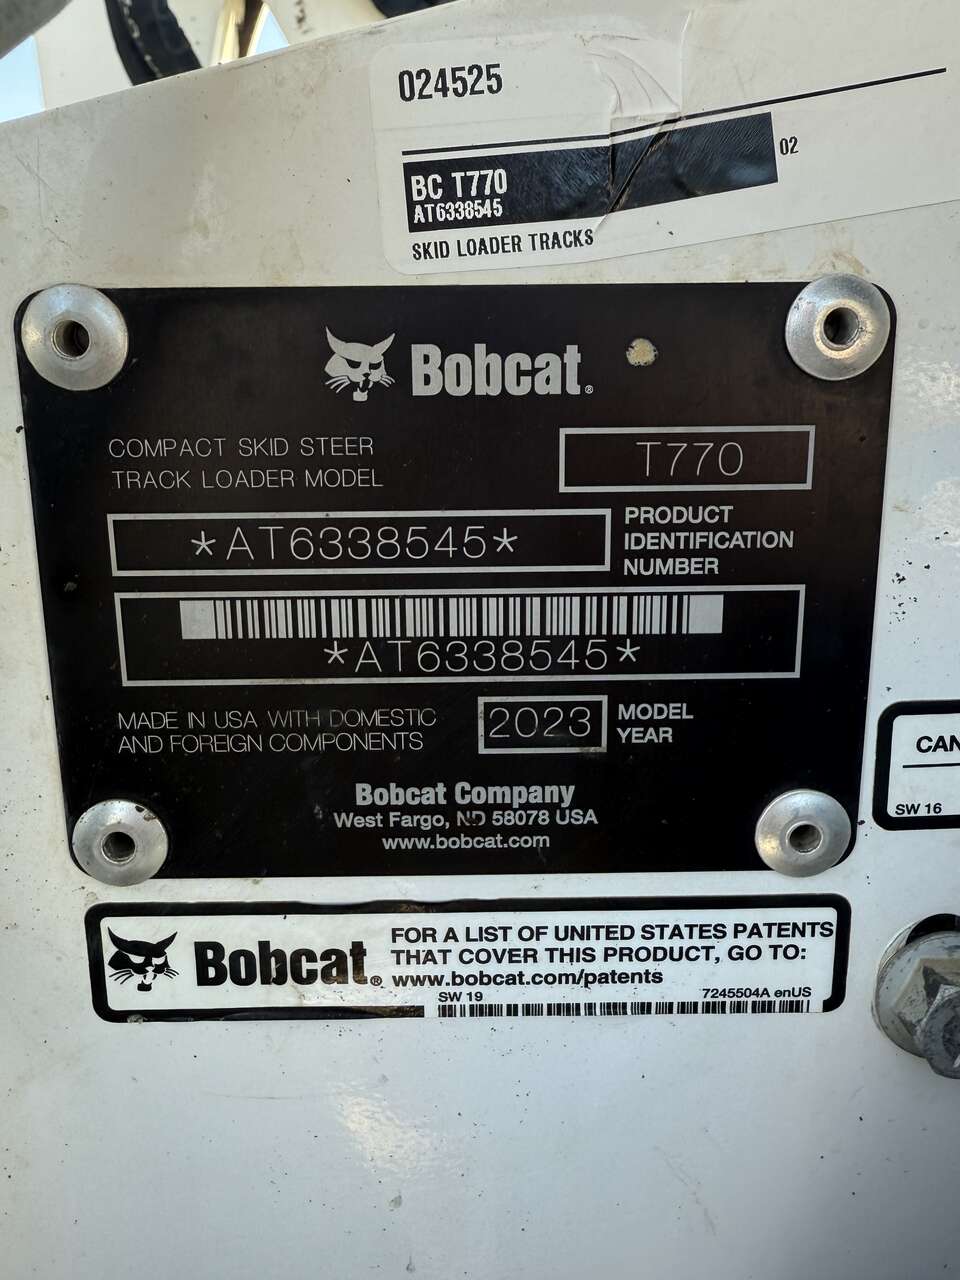 024525
BC T770
02
AT6338545
SKID LOADER TRACKS
Bobcat®
COMPACT SKID STEER
TRACK LOADER MODEL
T770
*AT6338545*
PRODUCT
IDENTIFICATION
NUMBER
*AT6338545*
MADE IN USA WITH DOMESTIC
AND FOREIGN COMPONENTS
2023
MODEL
YEAR
Bobcat Company
West Fargo, ND 58078 USA
www.bobcat.com
CAN
SW 16
Bobcat®
FOR A LIST OF UNITED STATES PATENTS
THAT COVER THIS PRODUCT, GO TO:
www.bobcat.com/patents
SW 19
7245504A enUS